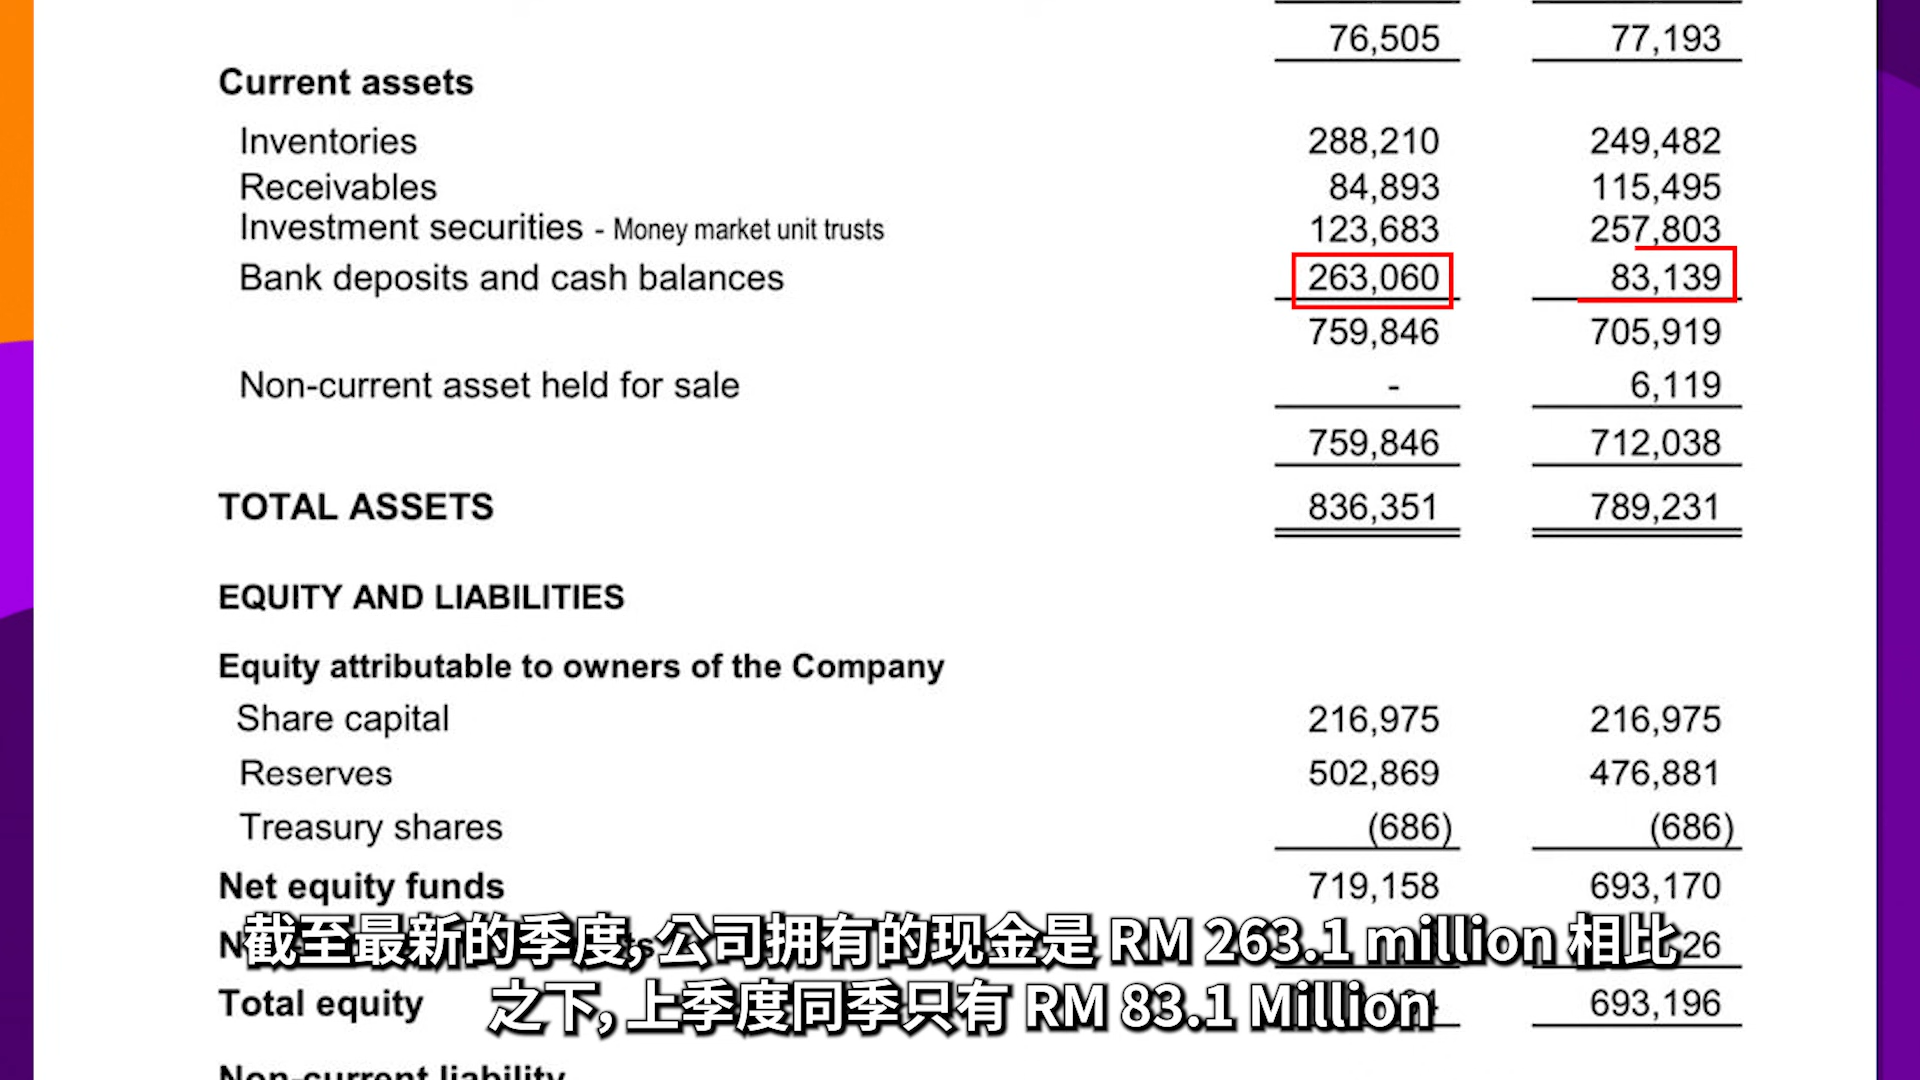 76,505 77,193
Current assets
Inventories 288,210 249,482
Receivables 84,893 115,495
Investment securities - Money market unit trusts 123,683 257,803
Bank deposits and cash balances 263,060 83,139
759,846 705,919
Non-current asset held for sale - 6,119
759,846 712,038
TOTAL ASSETS 836,351 789,231
EQUITY AND LIABILITIES
Equity attributable to owners of the Company
Share capital 216,975 216,975
Reserves 502,869 476,881
Treasury shares (686) (686)
Net equity funds 719,158 693,170
26
截至最新的季度, 公司拥有的现金是 RM 263.1 million 相比
Total equity 693,196
之下, 上季度同季只有 RM 83.1 Million
Non-current liability